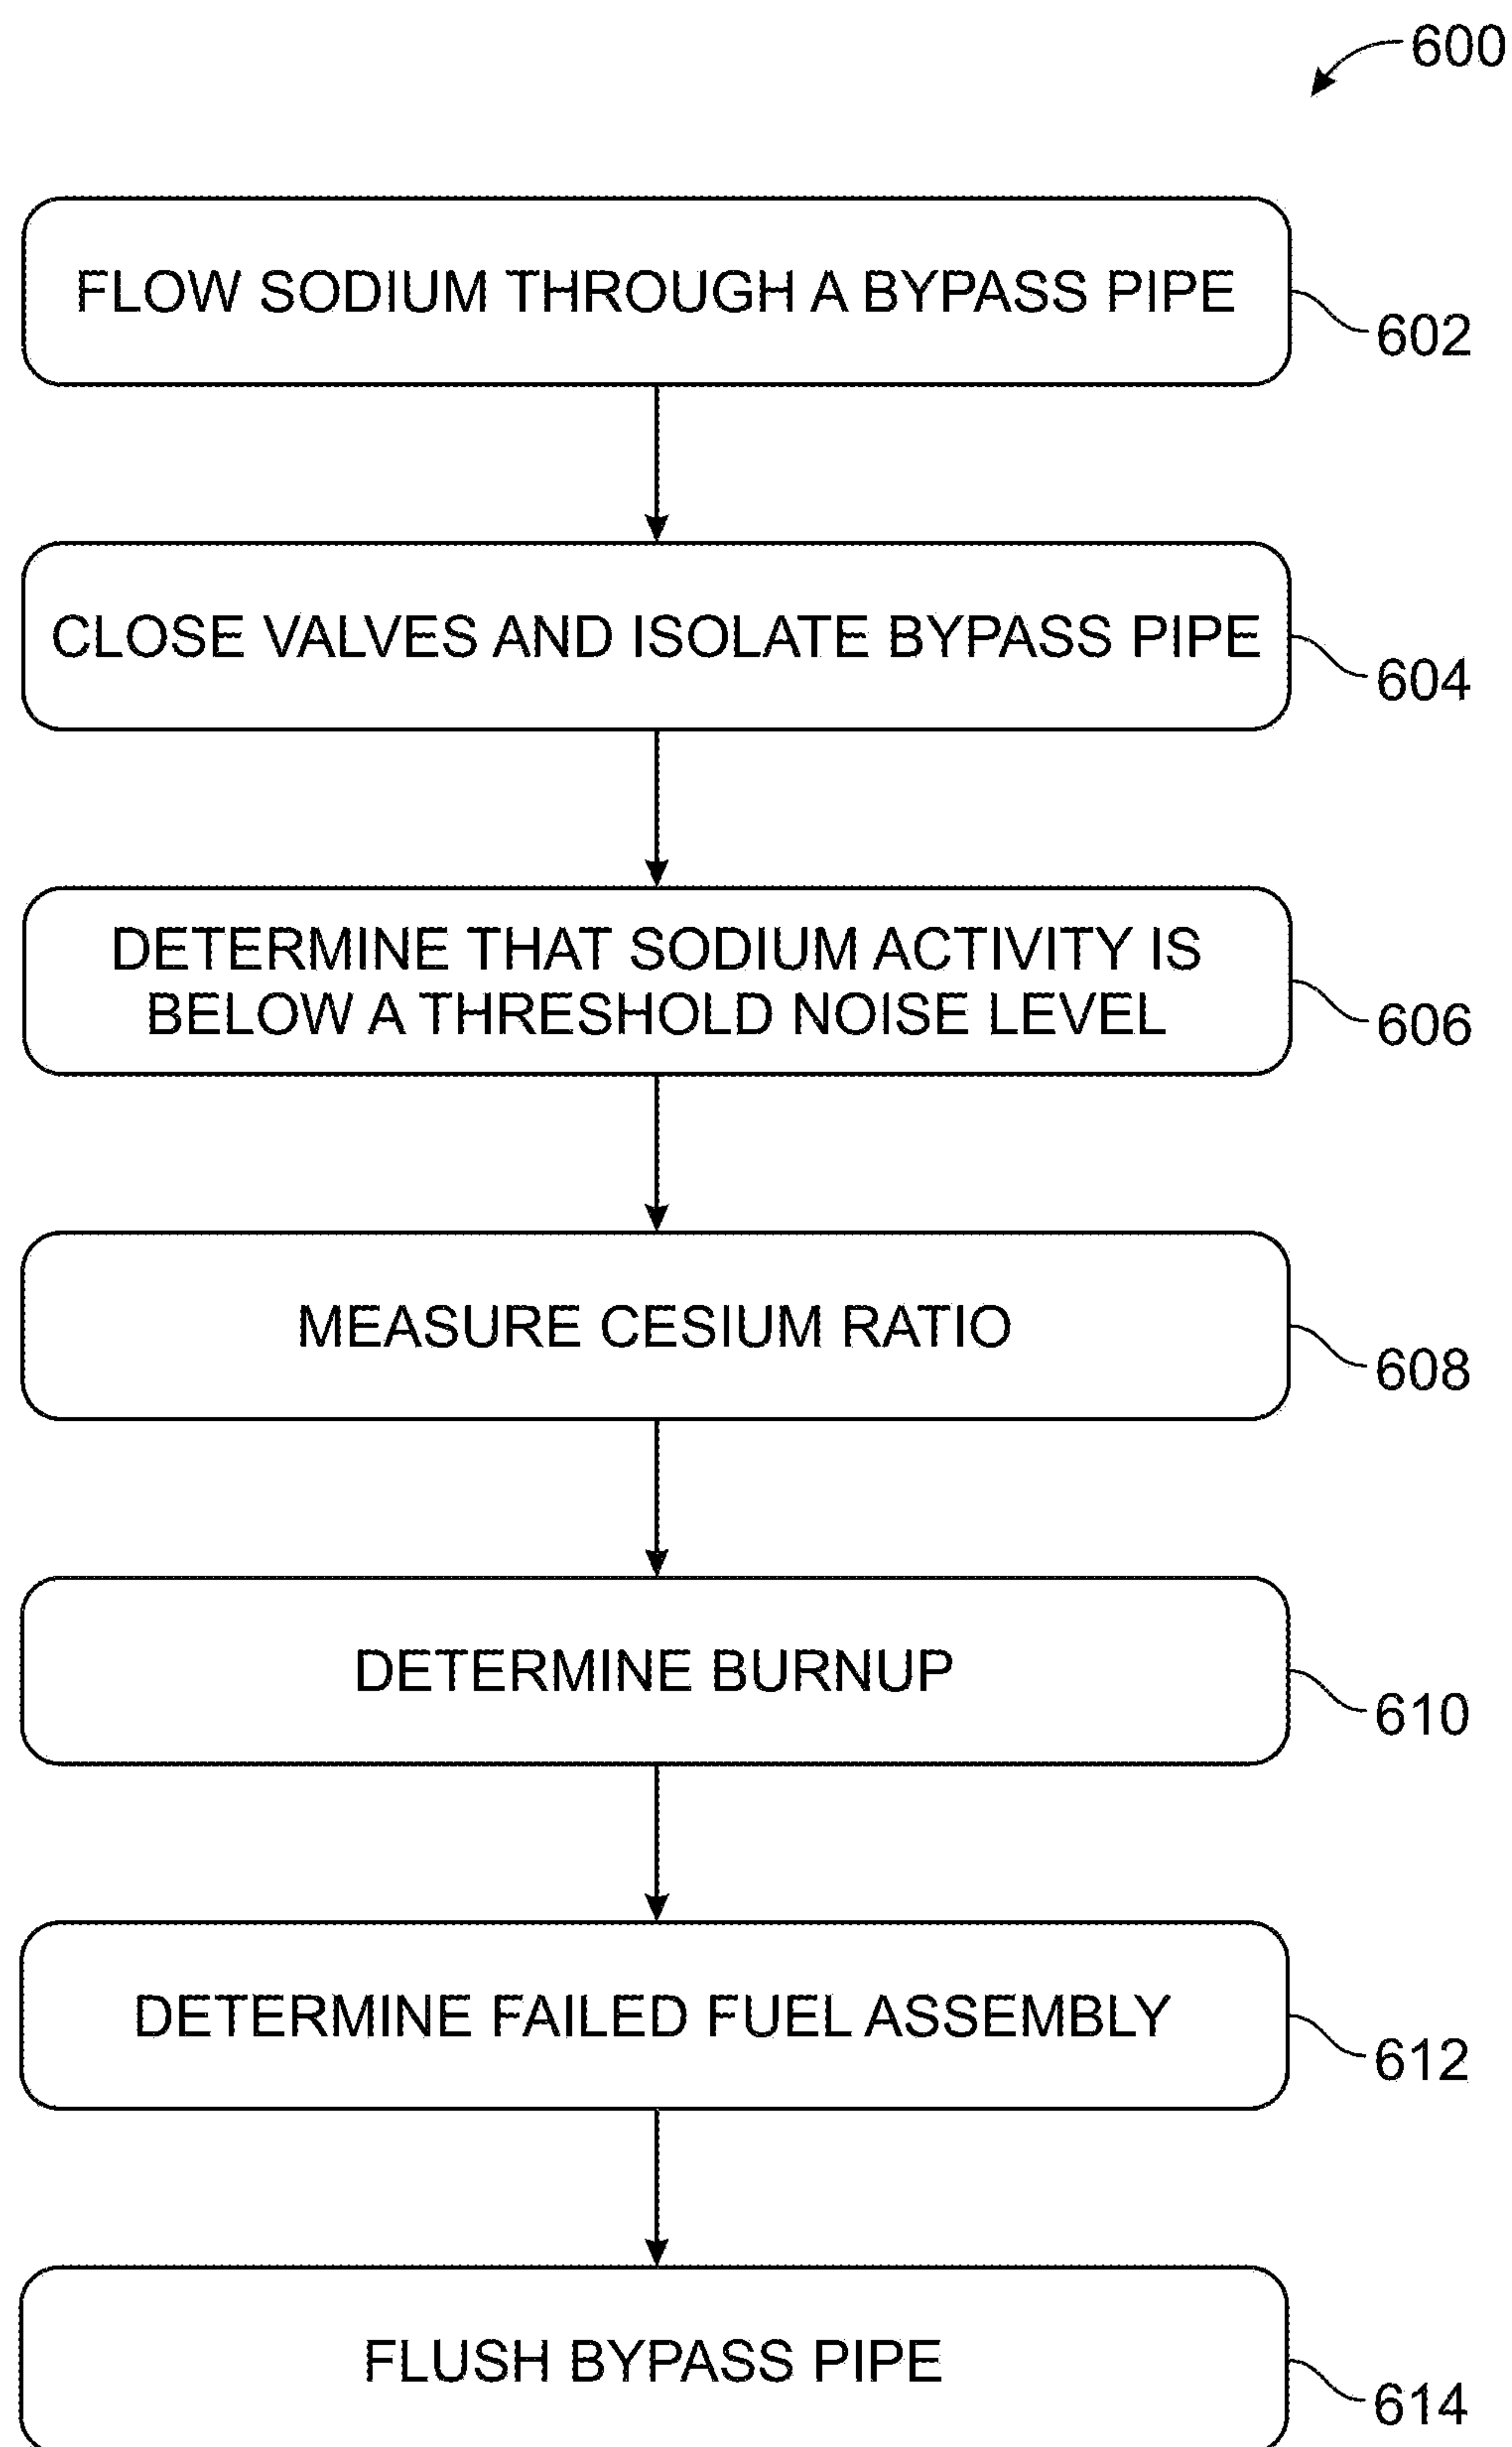 600
FLOW SODIUM THROUGH A BYPASS PIPE
602
CLOSE VALVES AND ISOLATE BYPASS PIPE
604
DETERMINE THAT SODIUM ACTIVITY IS
BELOW A THRESHOLD NOISE LEVEL
606
MEASURE CESIUM RATIO
608
DETERMINE BURNUP
610
DETERMINE FAILED FUEL ASSEMBLY
612
FLUSH BYPASS PIPE
614